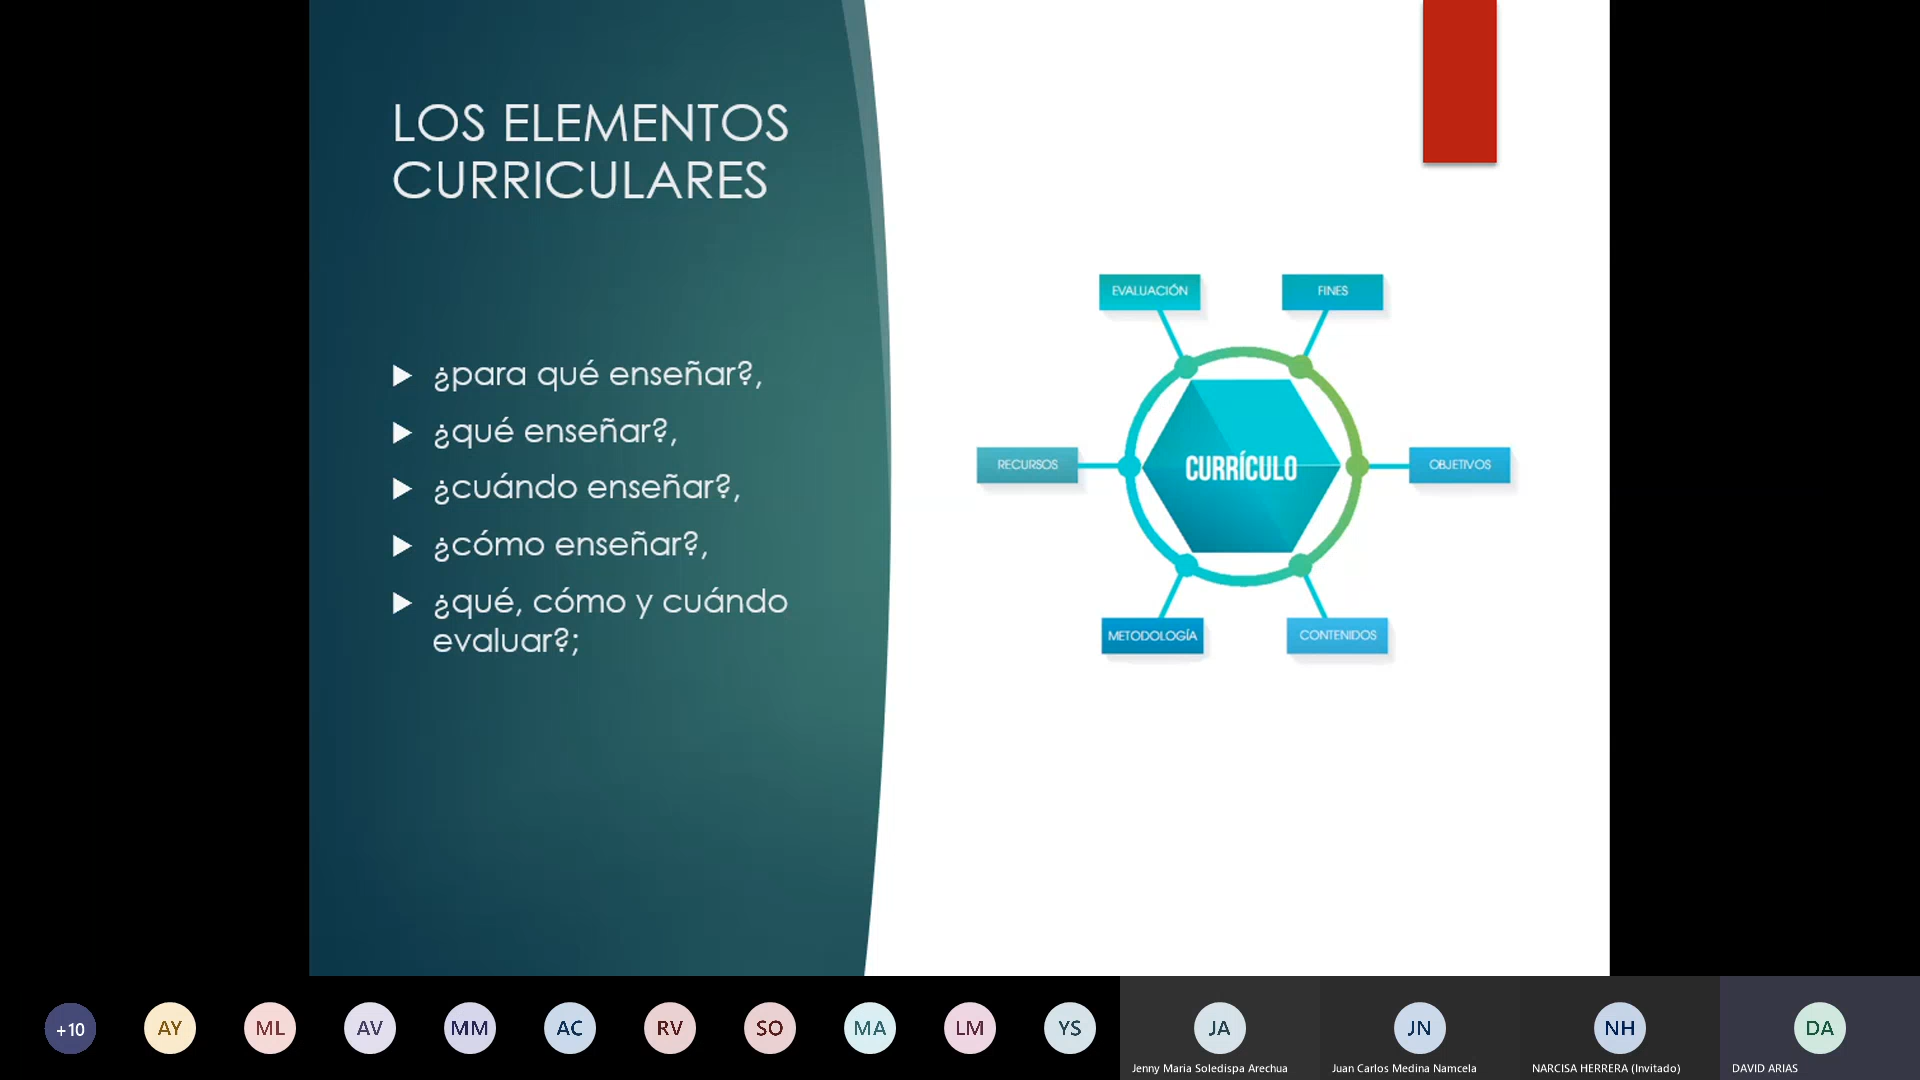 LOS ELEMENTOS
CURRICULARES
¿para qué enseñar?,
¿qué enseñar?,
¿cuándo enseñar?,
¿cómo enseñar?,
¿qué, cómo y cuándo
evaluar?;
EVALUACIÓN
FINES
RECURSOS
CURRÍCULO
OBJETIVOS
METODOLOGÍA
CONTENIDOS
+10
AY
ML
AV
MM
AC
RV
SO
MA
LM
YS
JA
JN
NH
DA
Jenny Maria Soledispa Arechua
Juan Carlos Medina Namcela
NARCISA HERRERA (Invitado)
DAVID ARIAS